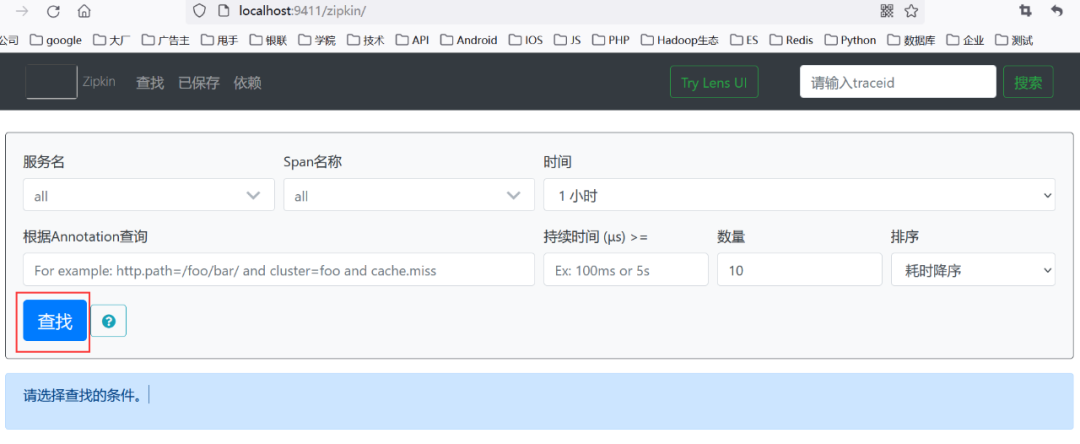 localhost:9411/zipkin/
公司 google 大厂 广告主 甩手 银联 学院 技术 API Android IOS JS PHP Hadoop生态 ES Redis Python 数据库 企业 测试
Zipkin 查找 已保存 依赖 Try Lens UI 请输入traceid 搜索
服务名 Span名称 时间
all all 1 小时
根据Annotation查询 持续时间 (μs) >= 数量 排序
For example: http.path=/foo/bar/ and cluster=foo and cache.miss Ex: 100ms or 5s 10 耗时降序
查找 ?
请选择查找的条件。